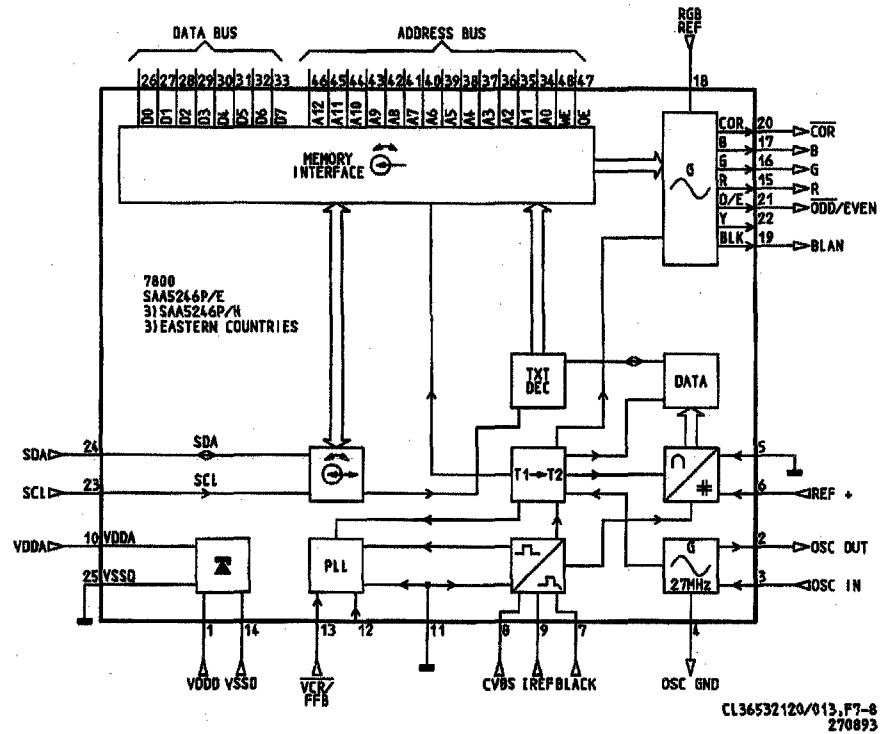 RGB
REF
DATA BUS
ADDRESS BUS
26 27 28 29 30 31 32 33
46 45 44 43 42 41 40 39 38 37 36 35 34 48 47
18
D0 D1 D2 D3 D4 D5 D6 D7
A12 A11 A10 A9 A8 A7 A6 A5 A4 A3 A2 A1 A0 WE OE
MEMORY
INTERFACE
G
COR 20 COR
B 17 B
G 16 G
R 15 R
O/E 21 ODD/EVEN
Y 22
BLK 19 BLAN
7800
SAA5246P/E
3)SAA5246P/H
3)EASTERN COUNTRIES
TXT
DEC
DATA
SDA 24 SDA
SCL 23 SCL
T1 T2
5
6 REF +
VDDA 10 VDDA
25 VSSD
PLL
G
27MHz
2 OSC OUT
3 OSC IN
1 14 13 12 11 8 9 7 4
VDDD VSSD
VCR/
FFB
CVBS IREF BLACK
OSC GND
CL36532120/013.F7-8
270893